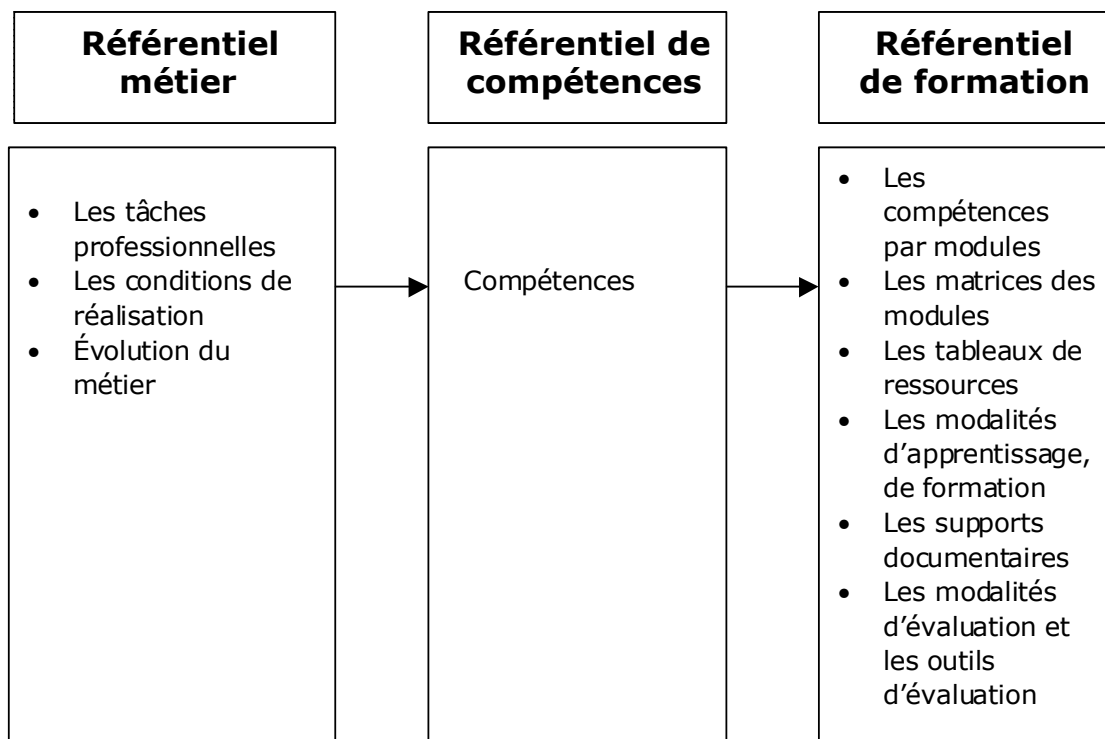 Référentiel
métier
Référentiel de
compétences
Référentiel
de formation
• Les tâches
professionnelles
• Les conditions de
réalisation
• Évolution du
métier
Compétences
• Les
compétences
par modules
• Les matrices des
modules
• Les tableaux de
ressources
• Les modalités
d’apprentissage,
de formation
• Les supports
documentaires
• Les modalités
d’évaluation et
les outils
d’évaluation